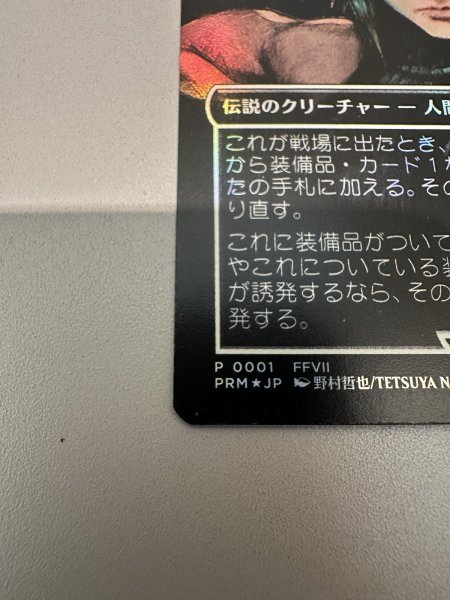 伝説のクリーチャー — 人間
これが戦場に出たとき、
から装備品・カード１
たの手札に加える。その
り直す。
これに装備品がついて
やこれについている装
が誘発するなら、その
発する。
P 0001 FFVII
PRM★JP 野村哲也/TETSUYA N